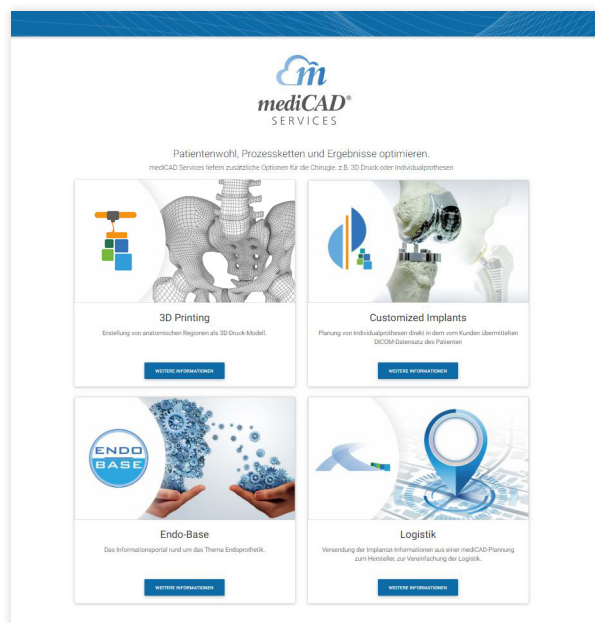 mediCAD®
SERVICES
Patientenwohl, Prozessketten und Ergebnisse optimieren.
mediCAD Services liefern zusätzliche Optionen für die Chirugie, z.B. 3D Druck oder Individualprothesen
3D Printing
Erstellung von anatomischen Regionen als 3D-Druck-Modell.
WEITERE INFORMATIONEN
Customized Implants
Planung von Individualprothesen direkt in dem vom Kunden übermittelten
DICOM-Datensatz des Patienten
WEITERE INFORMATIONEN
ENDO
BASE
Endo-Base
Das Informationsportal rund um das Thema Endoprothetik.
WEITERE INFORMATIONEN
Logistik
Versendung der Implantat-Informationen aus einer mediCAD-Plannung
zum Hersteller, zur Vereinfachung der Logistik.
WEITERE INFORMATIONEN